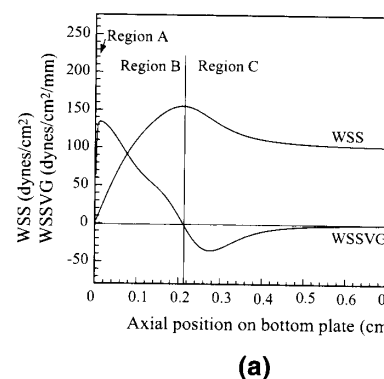 Region A
Region B
Region C
250
200
150
100
50
0
-50
WSS (dynes/cm2)
WSSVG (dynes/cm2/mm)
WSS
WSSVG
0 0.1 0.2 0.3 0.4 0.5 0.6
Axial position on bottom plate (cm
(a)